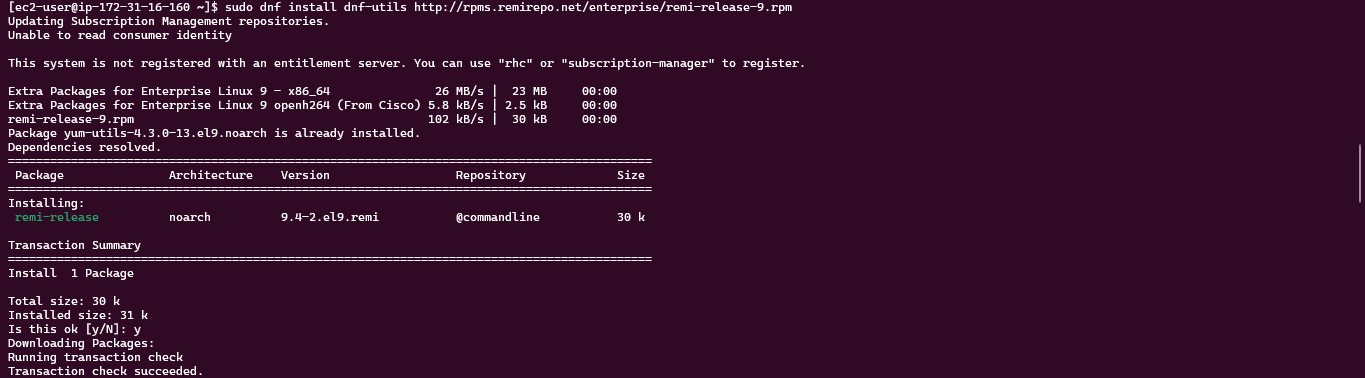 [ec2-user@ip-172-31-16-160 ~]$ sudo dnf install dnf-utils http://rpms.remirepo.net/enterprise/remi-release-9.rpm
Updating Subscription Management repositories.
Unable to read consumer identity

This system is not registered with an entitlement server. You can use "rhc" or "subscription-manager" to register.

Extra Packages for Enterprise Linux 9 - x86_64               26 MB/s |  23 MB     00:00
Extra Packages for Enterprise Linux 9 openh264 (From Cisco) 5.8 kB/s | 2.5 kB     00:00
remi-release-9.rpm                                          102 kB/s |  30 kB     00:00
Package yum-utils-4.3.0-13.el9.noarch is already installed.
Dependencies resolved.
============================================================================================
 Package               Architecture    Version                  Repository             Size
============================================================================================
Installing:
 remi-release          noarch          9.4-2.el9.remi           @commandline           30 k

Transaction Summary
============================================================================================
Install  1 Package

Total size: 30 k
Installed size: 31 k
Is this ok [y/N]: y
Downloading Packages:
Running transaction check
Transaction check succeeded.